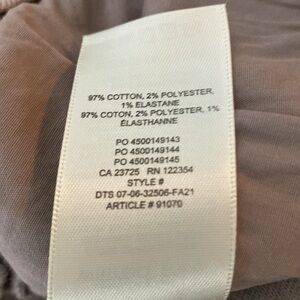 97% COTTON, 2% POLYESTER,
1% ELASTANE
97% COTON, 2% POLYESTER, 1%
ÉLASTHANNE
PO 4500149143
PO 4500149144
PO 4500149145
CA 23725 RN 122354
STYLE #
DTS 07-06-32506-FA21
ARTICLE # 91070